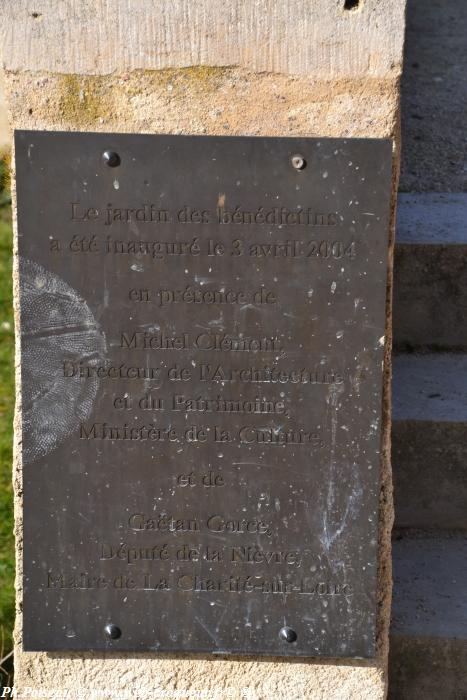 Le jardin des bénédictins
a été inauguré le 3 avril 2004
en présence de
Michel Clément,
Directeur de l'Architecture
et du Patrimoine,
Ministère de la Culture,
et de
Gaëtan Gorce,
Député de la Nièvre,
Maire de La Charité-sur-Loire